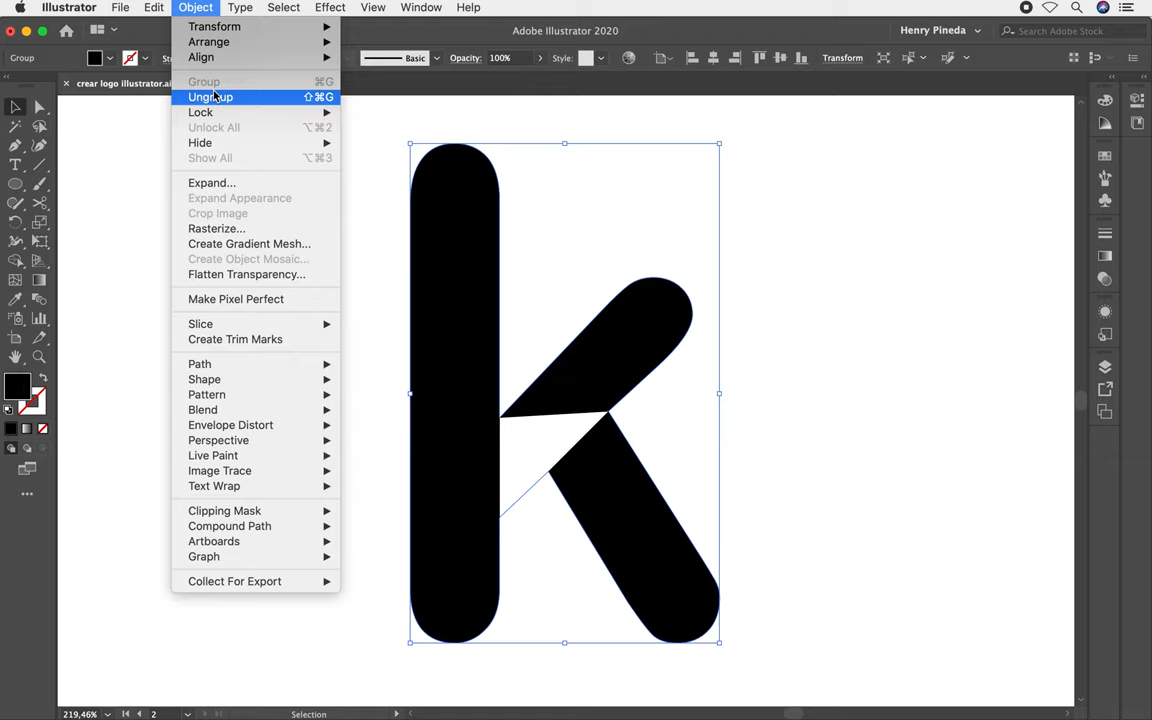 Illustrator File Edit Object Type Select Effect View Window Help
Adobe Illustrator 2020
Henry Pineda
Search Adobe Stock
Group
Basic
Opacity: 100%
Style:
Transform
× crear logo illustrator.ai
Transform
Arrange
Align
Group ⌘G
Ungroup ⇧⌘G
Lock
Unlock All ⌥⌘2
Hide
Show All ⌥⌘3
Expand...
Expand Appearance
Crop Image
Rasterize...
Create Gradient Mesh...
Create Object Mosaic...
Flatten Transparency...
Make Pixel Perfect
Slice
Create Trim Marks
Path
Shape
Pattern
Blend
Envelope Distort
Perspective
Live Paint
Image Trace
Text Wrap
Clipping Mask
Compound Path
Artboards
Graph
Collect For Export
k
219,46% 2 Selection